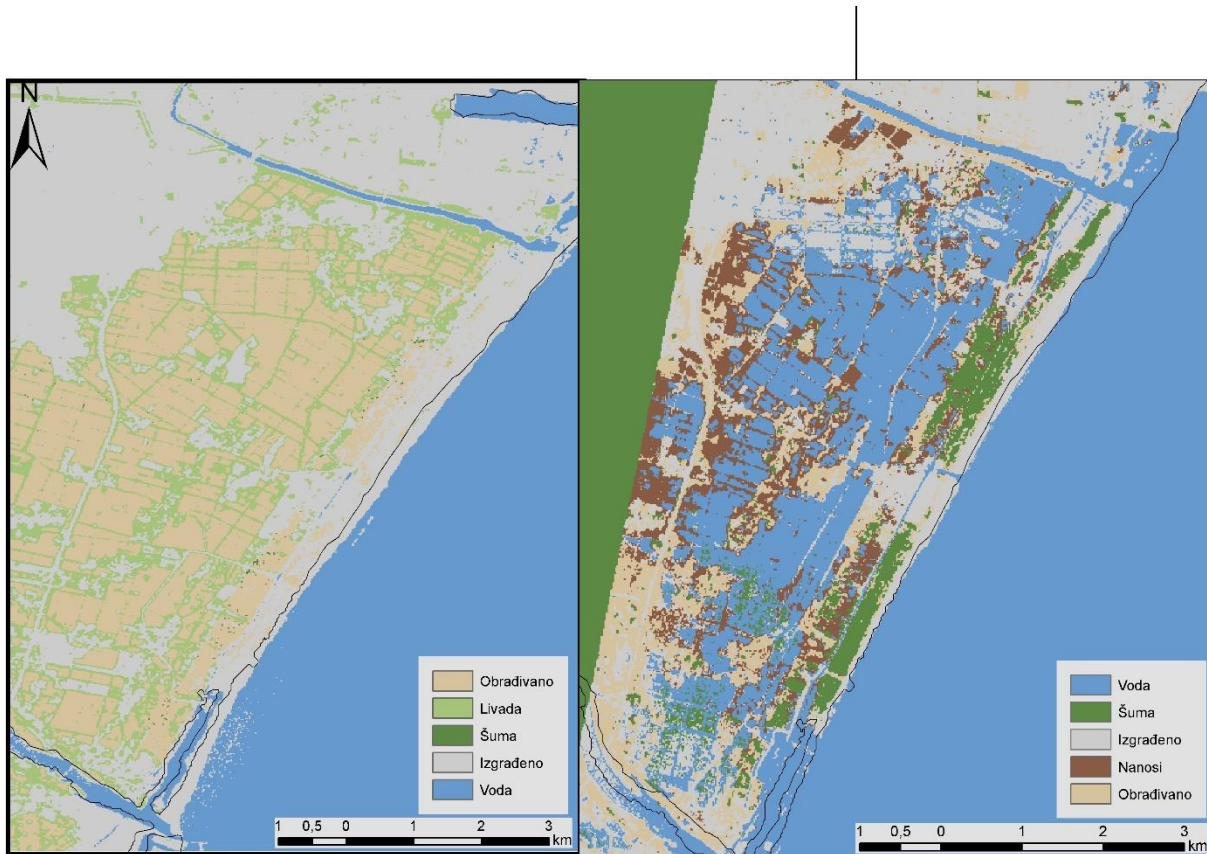 N
Obrađivano
Livada
Šuma
Izgrađeno
Voda
1 0,5 0 1 2 3
km
Voda
Šuma
Izgrađeno
Nanosi
Obrađivano
1 0,5 0 1 2 3
km